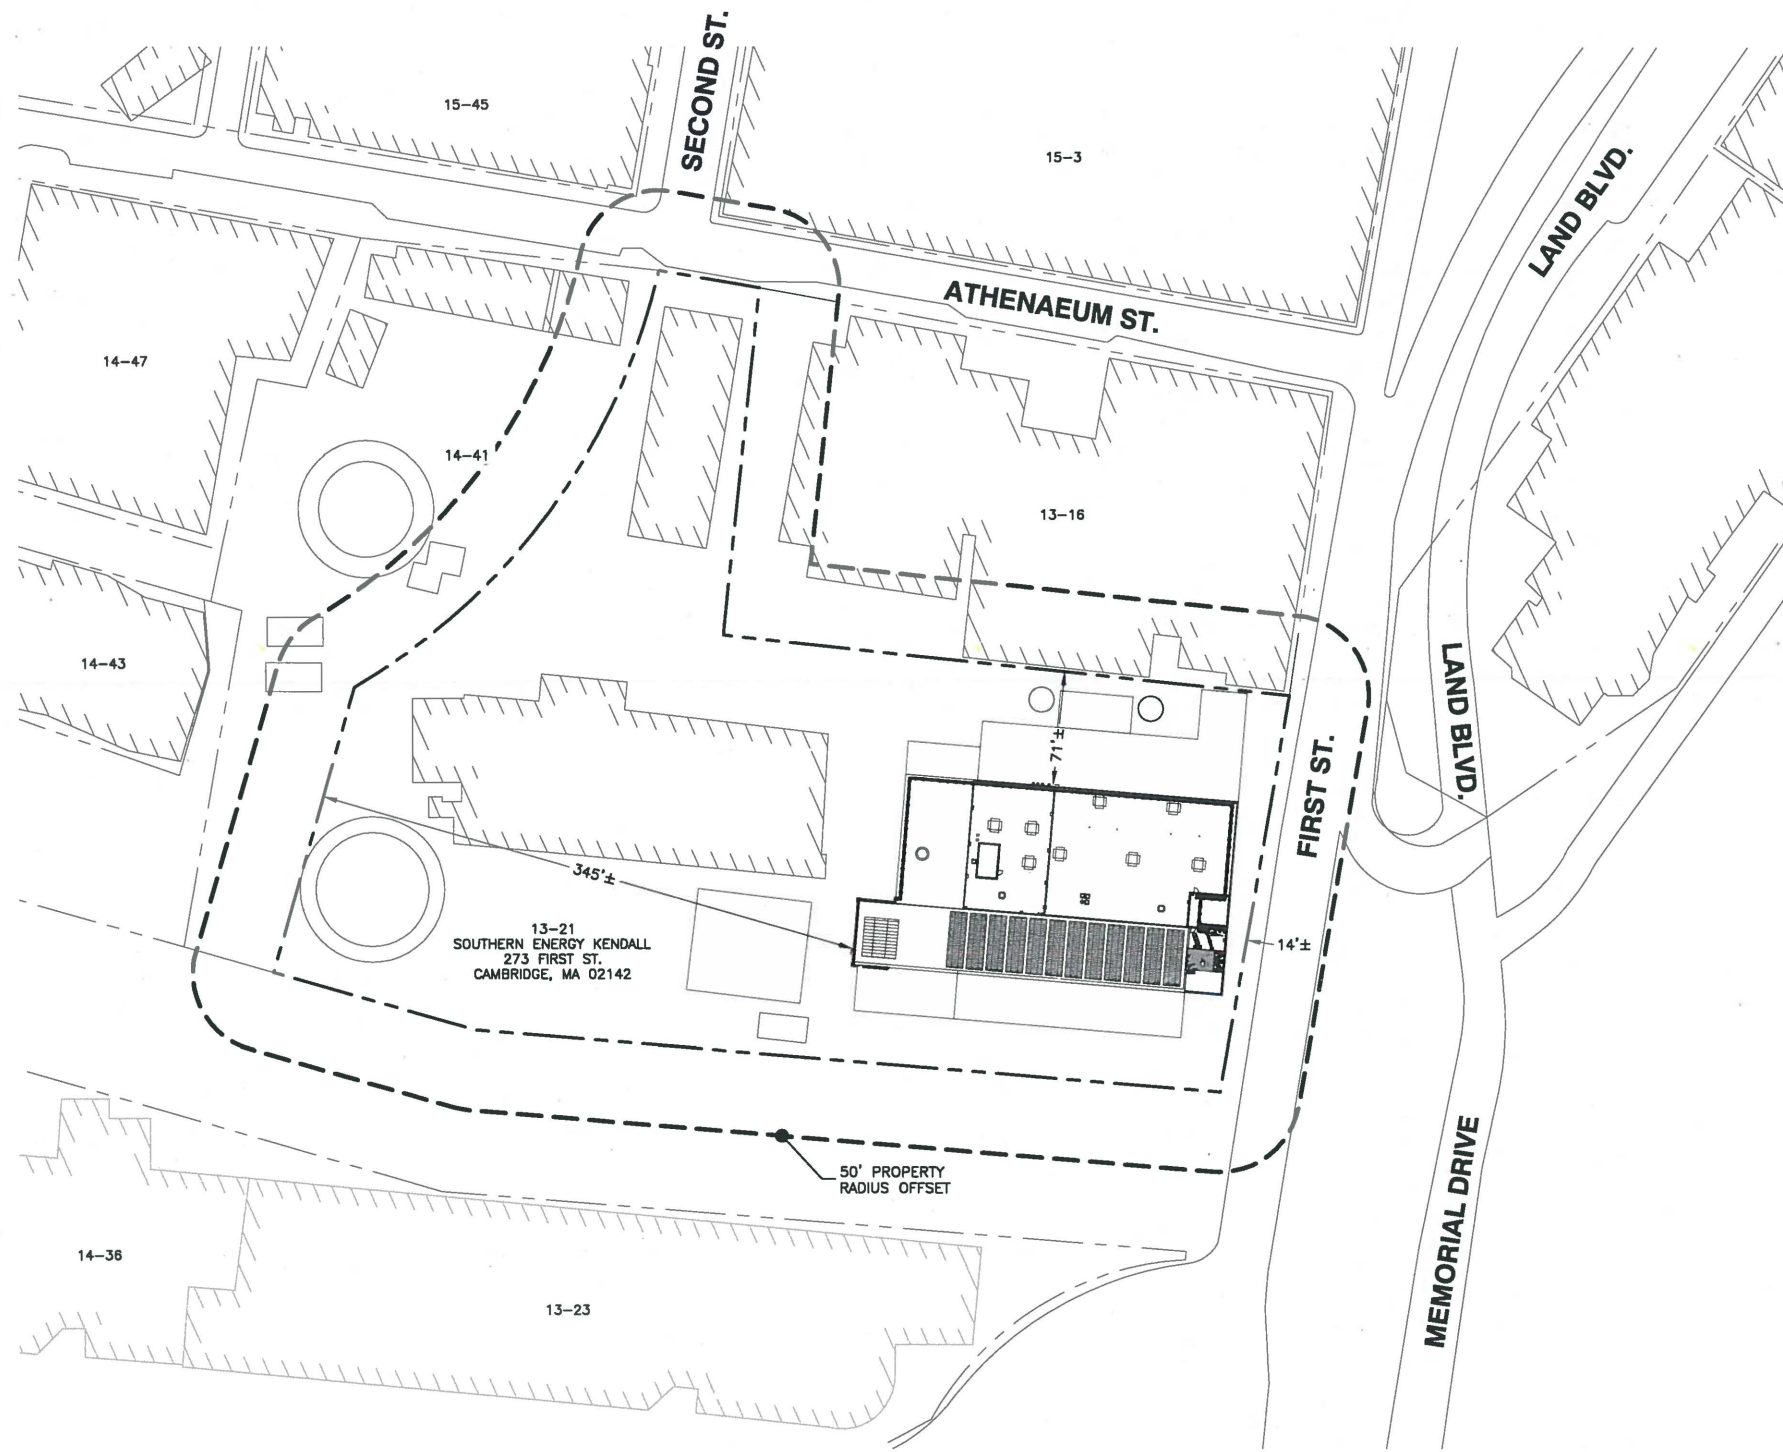 SECOND ST.
15-45
15-3
LAND BLVD.
ATHENAEUM ST.
14-47
14-41
13-16
14-43
LAND BLVD.
71'±
FIRST ST.
345'±
13-21
SOUTHERN ENERGY KENDALL
273 FIRST ST.
CAMBRIDGE, MA 02142
14'±
50' PROPERTY
RADIUS OFFSET
MEMORIAL DRIVE
14-36
13-23